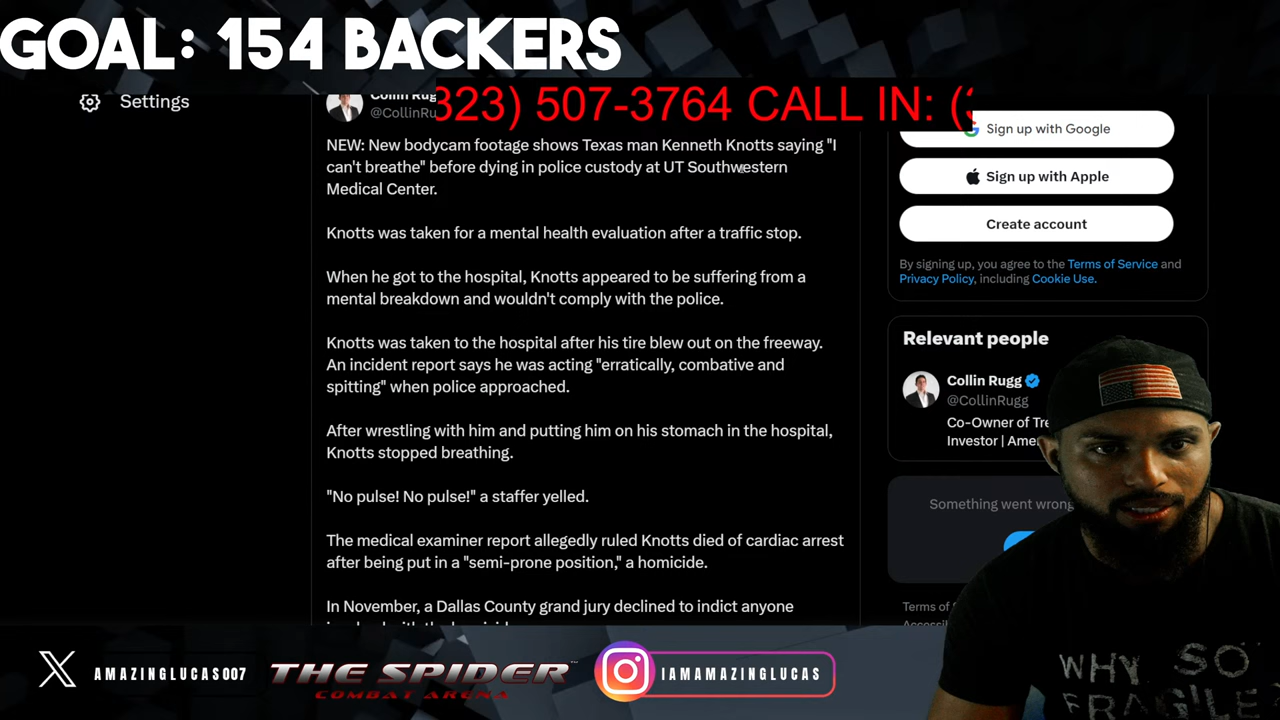 GOAL: 154 BACKERS
323) 507-3764 CALL IN: (3
Settings
Collin Rugg
@CollinRu
NEW: New bodycam footage shows Texas man Kenneth Knotts saying "I
can't breathe" before dying in police custody at UT Southwestern
Medical Center.
Knotts was taken for a mental health evaluation after a traffic stop.
When he got to the hospital, Knotts appeared to be suffering from a
mental breakdown and wouldn't comply with the police.
Knotts was taken to the hospital after his tire blew out on the freeway.
An incident report says he was acting "erratically, combative and
spitting" when police approached.
After wrestling with him and putting him on his stomach in the hospital,
Knotts stopped breathing.
"No pulse! No pulse!" a staffer yelled.
The medical examiner report allegedly ruled Knotts died of cardiac arrest
after being put in a "semi-prone position," a homicide.
In November, a Dallas County grand jury declined to indict anyone
Sign up with Google
Sign up with Apple
Create account
By signing up, you agree to the Terms of Service and
Privacy Policy, including Cookie Use.
Relevant people
Collin Rugg
@CollinRugg
Co-Owner of Tre
Investor | Amer
Something went wrong
Terms of
WHY SO
FRAGILE
X AMAZINGLUCAS007
THE SPIDER
COMBAT ARENA
IAMAMAZINGLUCAS